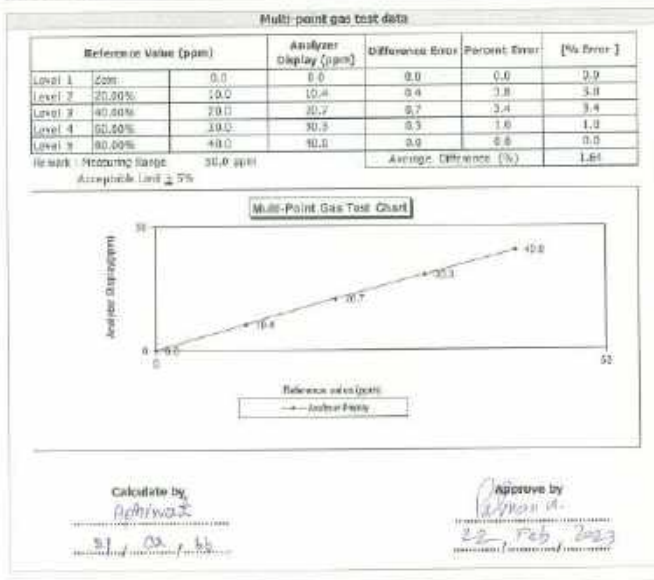 Multi-point gas test data
Reference Value (ppm) Analyzer Display (ppm) Difference Error Percent Error [% Error ]
Level 1 Zero 0.0 0.0 0.0 0.0 0.0
Level 2 20.00% 10.0 10.4 0.4 3.8 3.8
Level 3 40.00% 20.0 20.7 0.7 3.4 3.4
Level 4 60.00% 30.0 30.3 0.3 1.0 1.0
Level 5 80.00% 40.0 40.0 0.0 0.0 0.0
Remark : Measuring Range 50.0 ppm Average Difference (%) 1.64
Acceptable Limit ± 5%
Multi-Point Gas Test Chart
50
Analyzer Display(ppm)
40.0
30.3
20.7
10.4
0 0.0
0 50
Reference value (ppm)
Analyzer Display
Calculate by Approve by
Aphiwat
21 / 02 / 66 22 / Feb / 2023